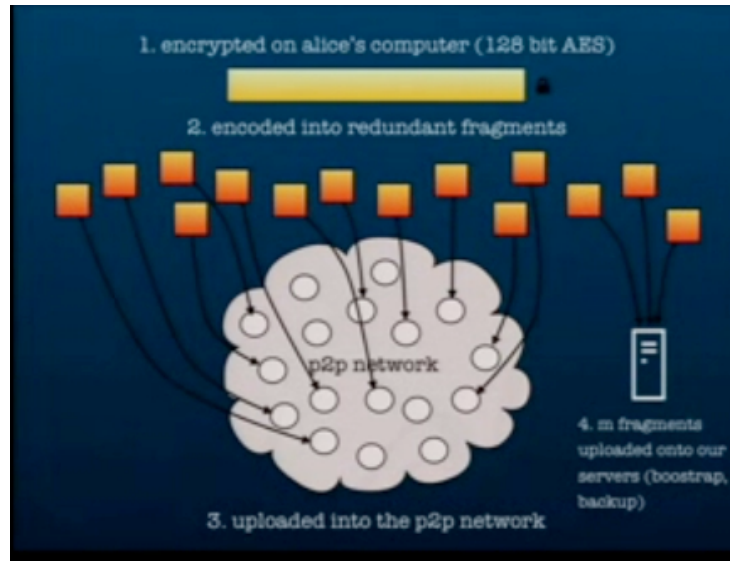 1. encrypted on alice's computer (128 bit AES)
2. encoded into redundant fragments
p2p network
4. m fragments
uploaded onto our
servers (boostrap,
backup)
3. uploaded into the p2p network